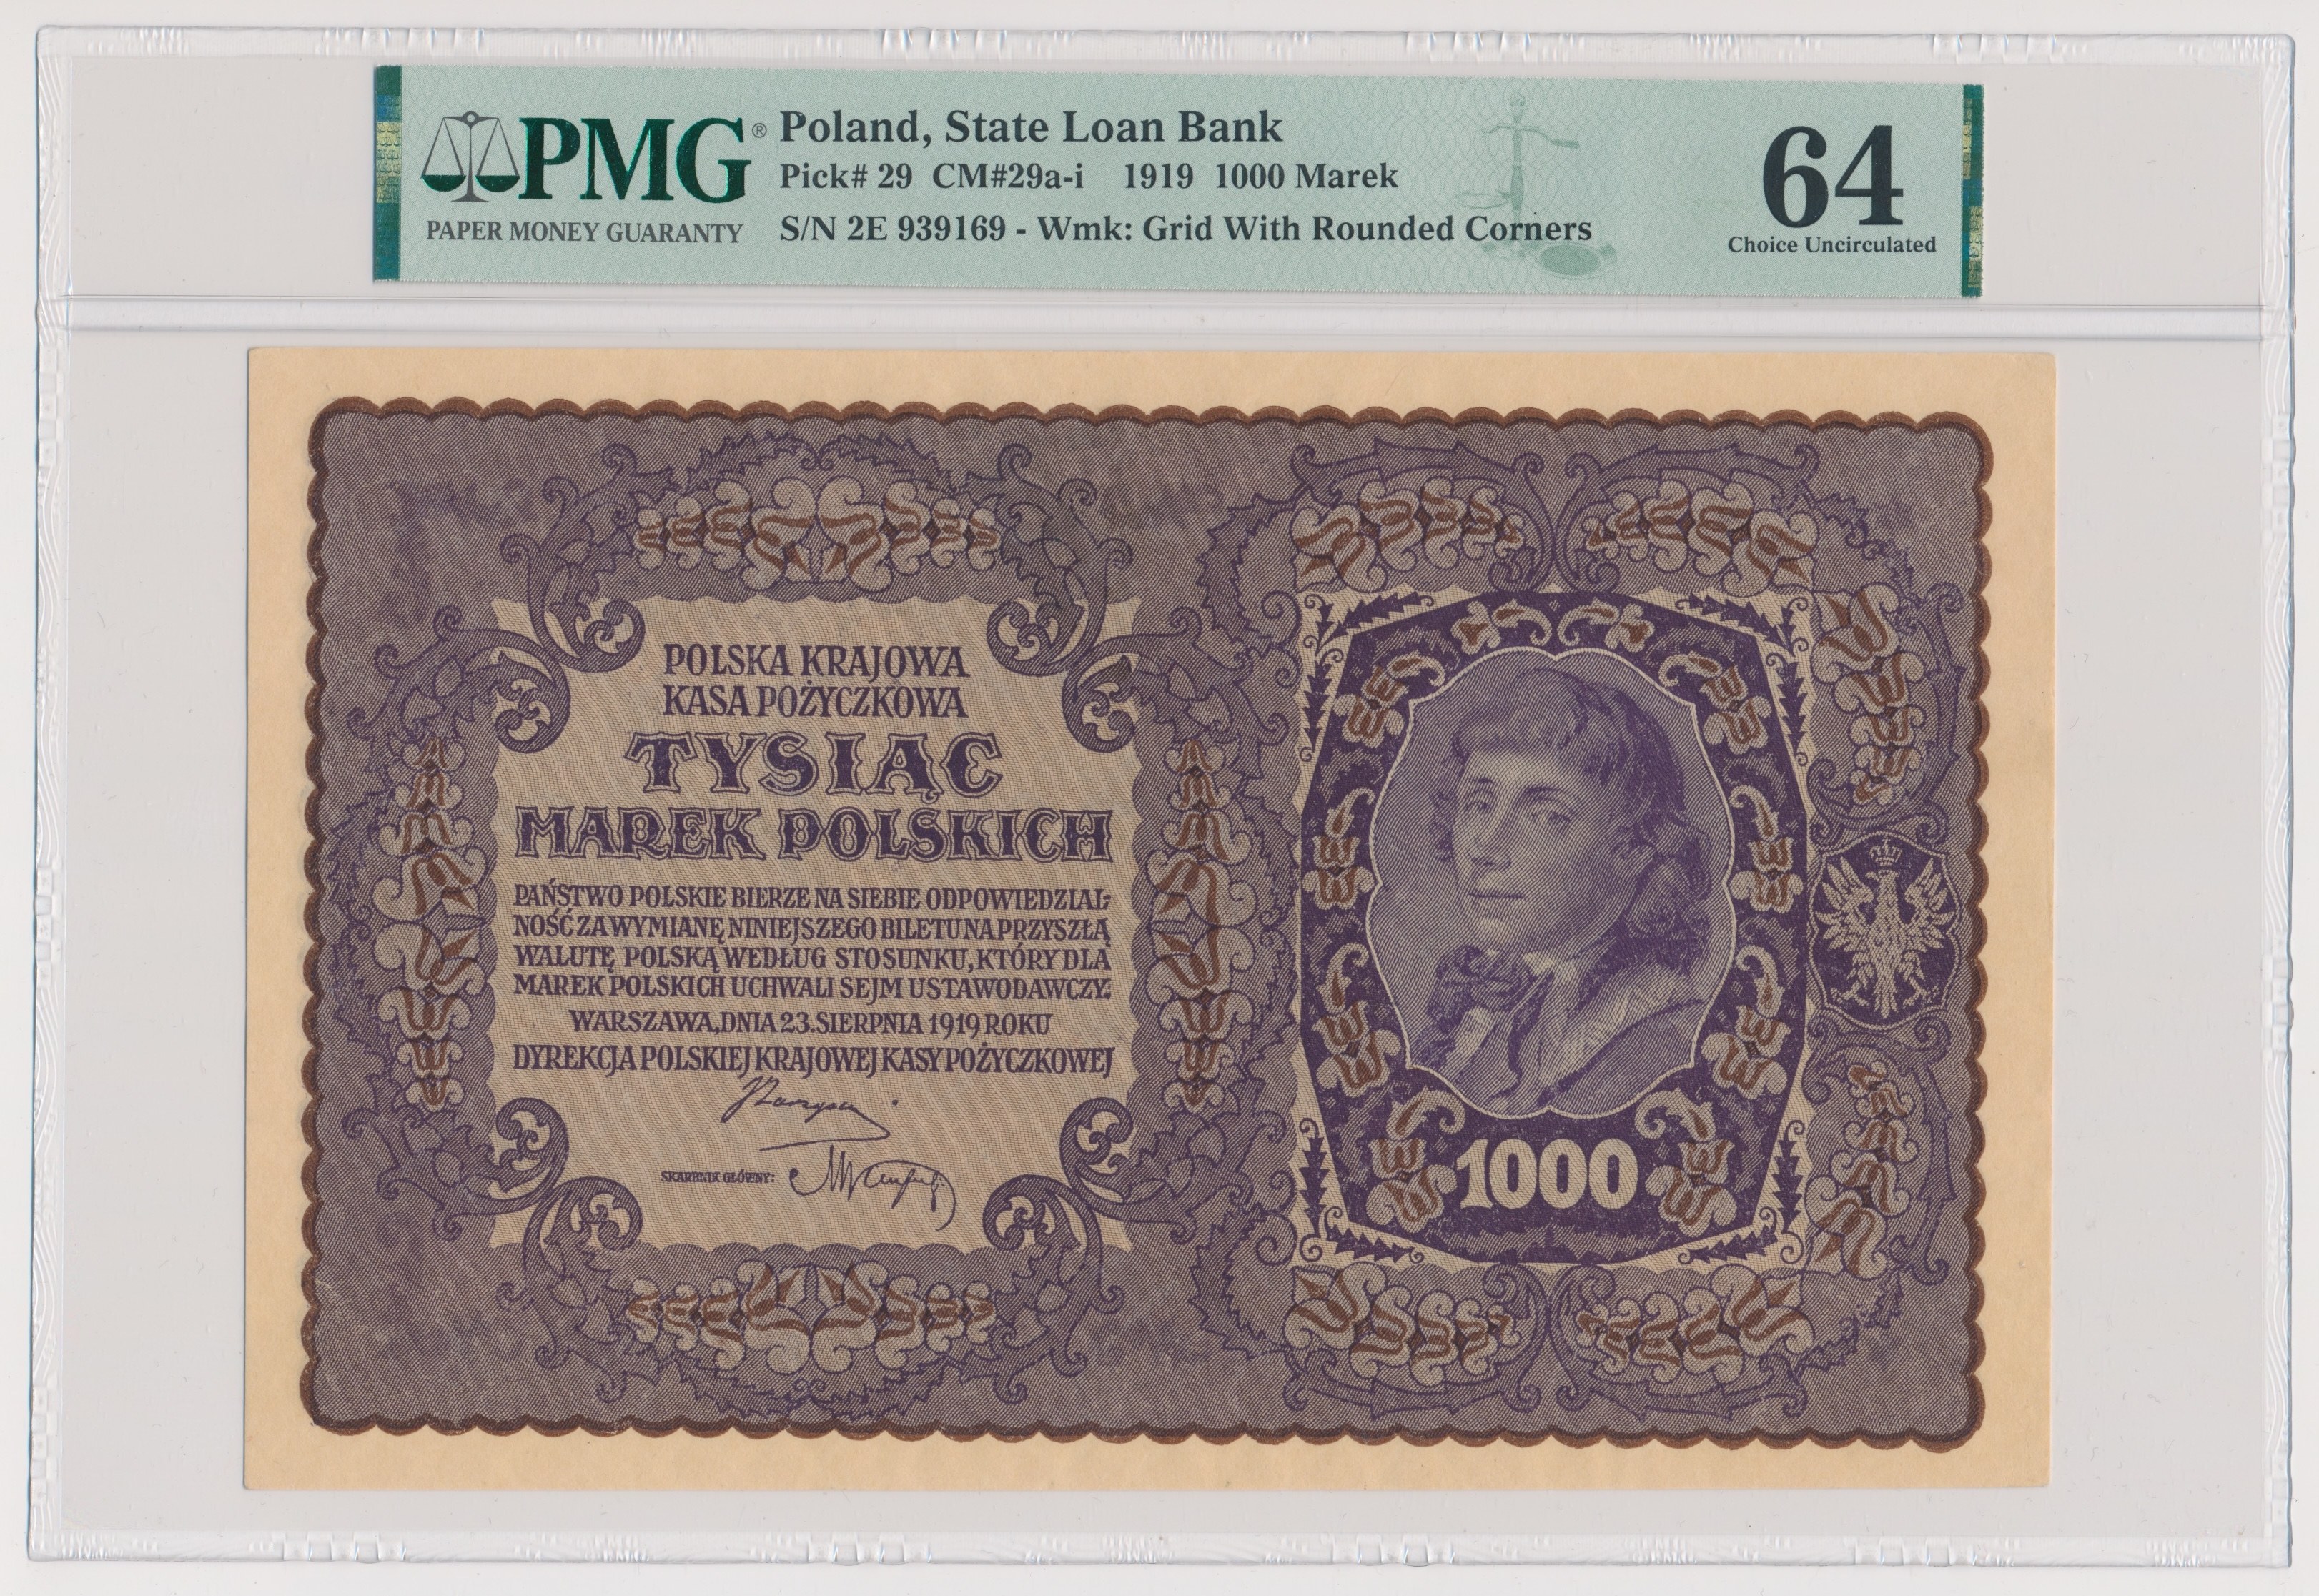 PMG®
PAPER MONEY GUARANTY
Poland, State Loan Bank
Pick# 29 CM#29a-i 1919 1000 Marek
S/N 2E 939169 - Wmk: Grid With Rounded Corners
64
Choice Uncirculated
POLSKA KRAJOWA
KASA POŻYCZKOWA
TYSIĄC
MAREK POLSKICH
PAŃSTWO POLSKIE BIERZE NA SIEBIE ODPOWIEDZIAL-
NOŚĆ ZA WYMIANĘ NINIEJSZEGO BILETU NA PRZYSZŁĄ
WALUTĘ POLSKĄ WEDŁUG STOSUNKU, KTÓRY DLA
MAREK POLSKICH UCHWALI SEJM USTAWODAWCZY.
WARSZAWA, DNIA 23. SIERPNIA 1919 ROKU
DYREKCJA POLSKIEJ KRAJOWEJ KASY POŻYCZKOWEJ
SKARBNIK GŁÓWNY:
1000